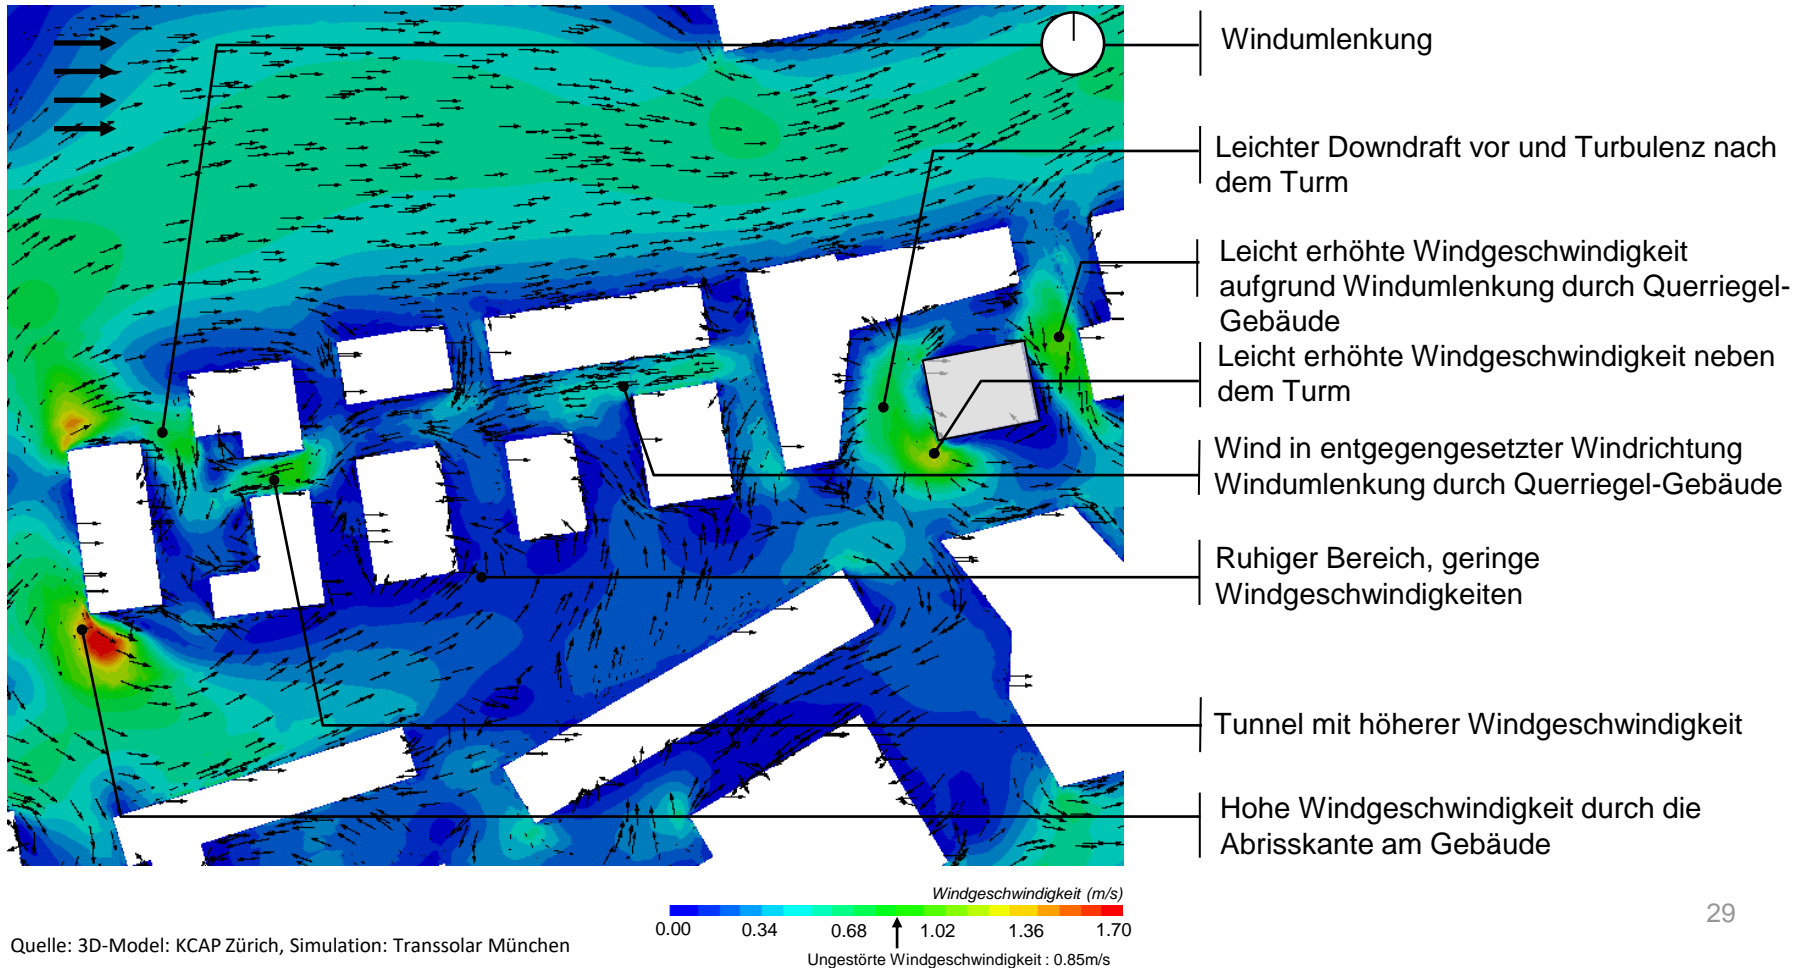 Windumlenkung
Leichter Downdraft vor und Turbulenz nach
dem Turm
Leicht erhöhte Windgeschwindigkeit
aufgrund Windumlenkung durch Querriegel-
Gebäude
Leicht erhöhte Windgeschwindigkeit neben
dem Turm
Wind in entgegengesetzter Windrichtung
Windumlenkung durch Querriegel-Gebäude
Ruhiger Bereich, geringe
Windgeschwindigkeiten
Tunnel mit höherer Windgeschwindigkeit
Hohe Windgeschwindigkeit durch die
Abrisskante am Gebäude
Windgeschwindigkeit (m/s)
0.00 0.34 0.68 1.02 1.36 1.70
Ungestörte Windgeschwindigkeit : 0.85m/s
Quelle: 3D-Model: KCAP Zürich, Simulation: Transsolar München
29